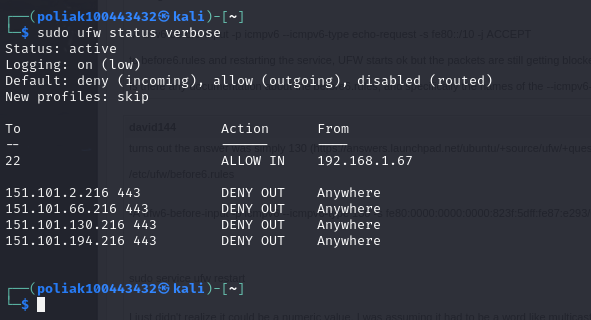 (poliak100443432㉿kali)-[~]
$ sudo ufw status verbose
Status: active
Logging: on (low)
Default: deny (incoming), allow (outgoing), disabled (routed)
New profiles: skip
To Action From
-- ------ ----
22 ALLOW IN 192.168.1.67
151.101.2.216 443 DENY OUT Anywhere
151.101.66.216 443 DENY OUT Anywhere
151.101.130.216 443 DENY OUT Anywhere
151.101.194.216 443 DENY OUT Anywhere
(poliak100443432㉿kali)-[~]
$